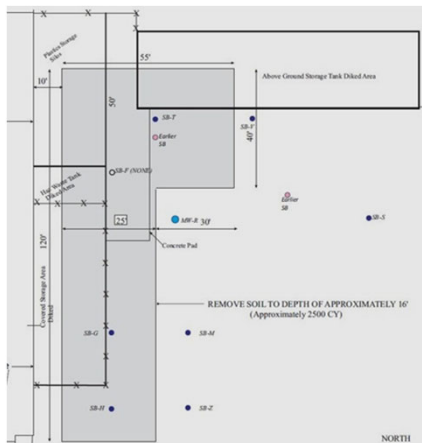 Plastics Storage
Silos
55'
10'
Above Ground Storage Tank Diked Area
50'
SB-T
SB-V
40'
Earlier
SB
SB-F (NONE)
Haz Waste Tank
Diked Area
Earlier
SB
25'
MW-8
30'
SB-S
120'
Covered Storage Area
Diked
Concrete Pad
REMOVE SOIL TO DEPTH OF APPROXIMATELY 16'
(Approximately 2500 CY)
SB-G
SB-M
SB-H
SB-Z
NORTH